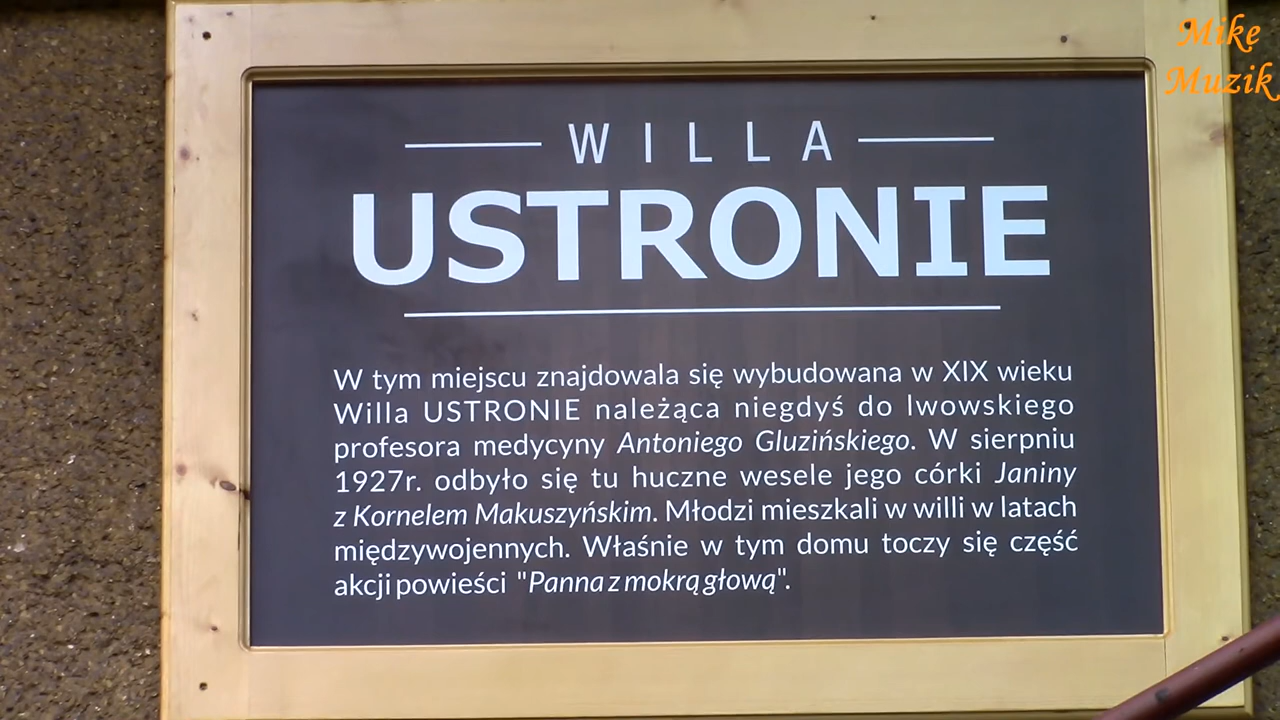 Mike
Muzik
WILLA
USTRONIE
W tym miejscu znajdowala się wybudowana w XIX wieku
Willa USTRONIE należąca niegdyś do lwowskiego
profesora medycyny Antoniego Gluzińskiego. W sierpniu
1927r. odbyło się tu huczne wesele jego córki Janiny
z Kornelem Makuszyńskim. Młodzi mieszkali w willi w latach
międzywojennych. Właśnie w tym domu toczy się część
akcji powieści "Panna z mokrą głową".